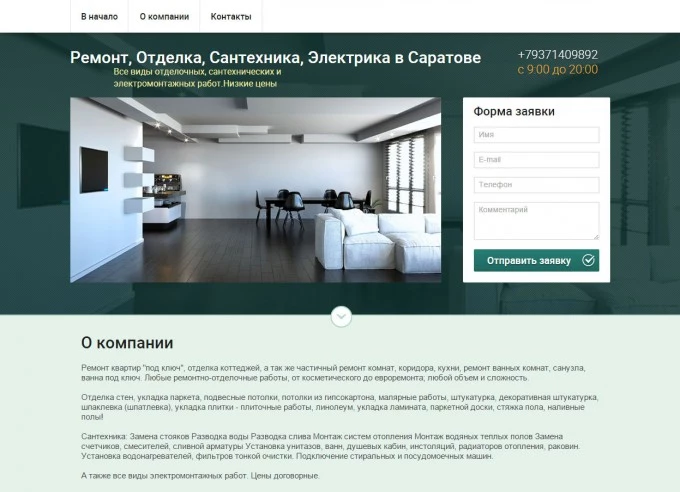 В начало О компании Контакты
Ремонт, Отделка, Сантехника, Электрика в Саратове
+79371409892
с 9:00 до 20:00
Все виды отделочных, сантехнических и
электромонтажных работ.Низкие цены
Форма заявки
Имя
E-mail
Телефон
Комментарий
Отправить заявку
О компании
Ремонт квартир "под ключ", отделка коттеджей, а так же частичный ремонт комнат, коридора, кухни, ремонт ванных комнат, санузла,
ванна под ключ. Любые ремонтно-отделочные работы, от косметического до евроремонта, любой объем и сложность.
Отделка стен, укладка паркета, подвесные потолки, потолки из гипсокартона, малярные работы, штукатурка, декоративная штукатурка,
шпаклевка (шпатлевка), укладка плитки - плиточные работы, линолеум, укладка ламината, паркетной доски, стяжка пола, наливные
полы!
Сантехника: Замена стояков Разводка воды Разводка слива Монтаж систем отопления Монтаж водяных теплых полов Замена
счетчиков, смесителей, сливной арматуры Установка унитазов, ванн, душевых кабин, инстоляций, радиаторов отопления, раковин.
Установка водонагревателей, фильтров тонкой очистки. Подключение стиральных и посудомоечных машин.
А также все виды электромонтажных работ. Цены договорные.